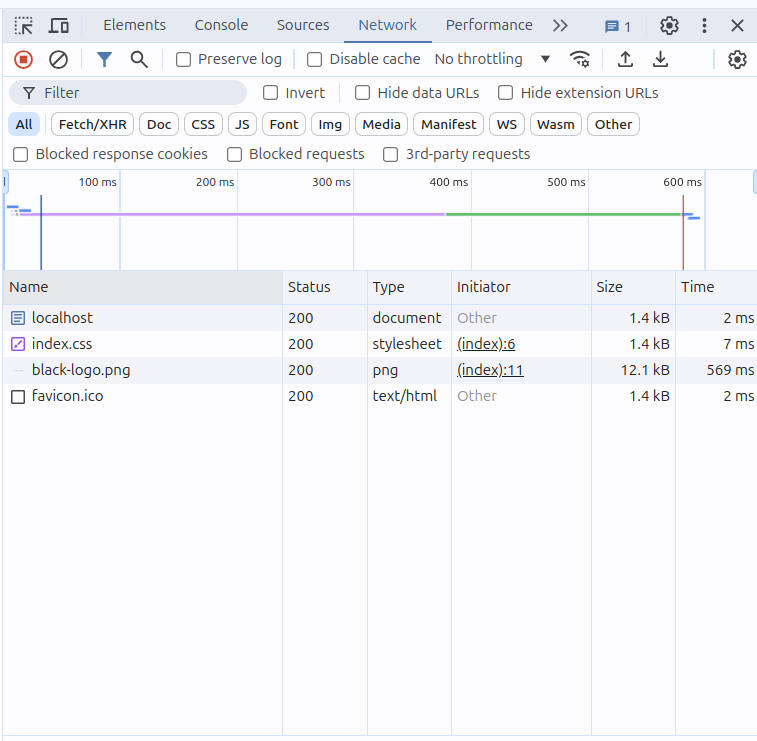 Elements Console Sources Network Performance 1
Preserve log Disable cache No throttling
Filter Invert Hide data URLs Hide extension URLs
All Fetch/XHR Doc CSS JS Font Img Media Manifest WS Wasm Other
Blocked response cookies Blocked requests 3rd-party requests
100 ms 200 ms 300 ms 400 ms 500 ms 600 ms
Name Status Type Initiator Size Time
localhost 200 document Other 1.4 kB 2 ms
index.css 200 stylesheet (index):6 1.4 kB 7 ms
black-logo.png 200 png (index):11 12.1 kB 569 ms
favicon.ico 200 text/html Other 1.4 kB 2 ms